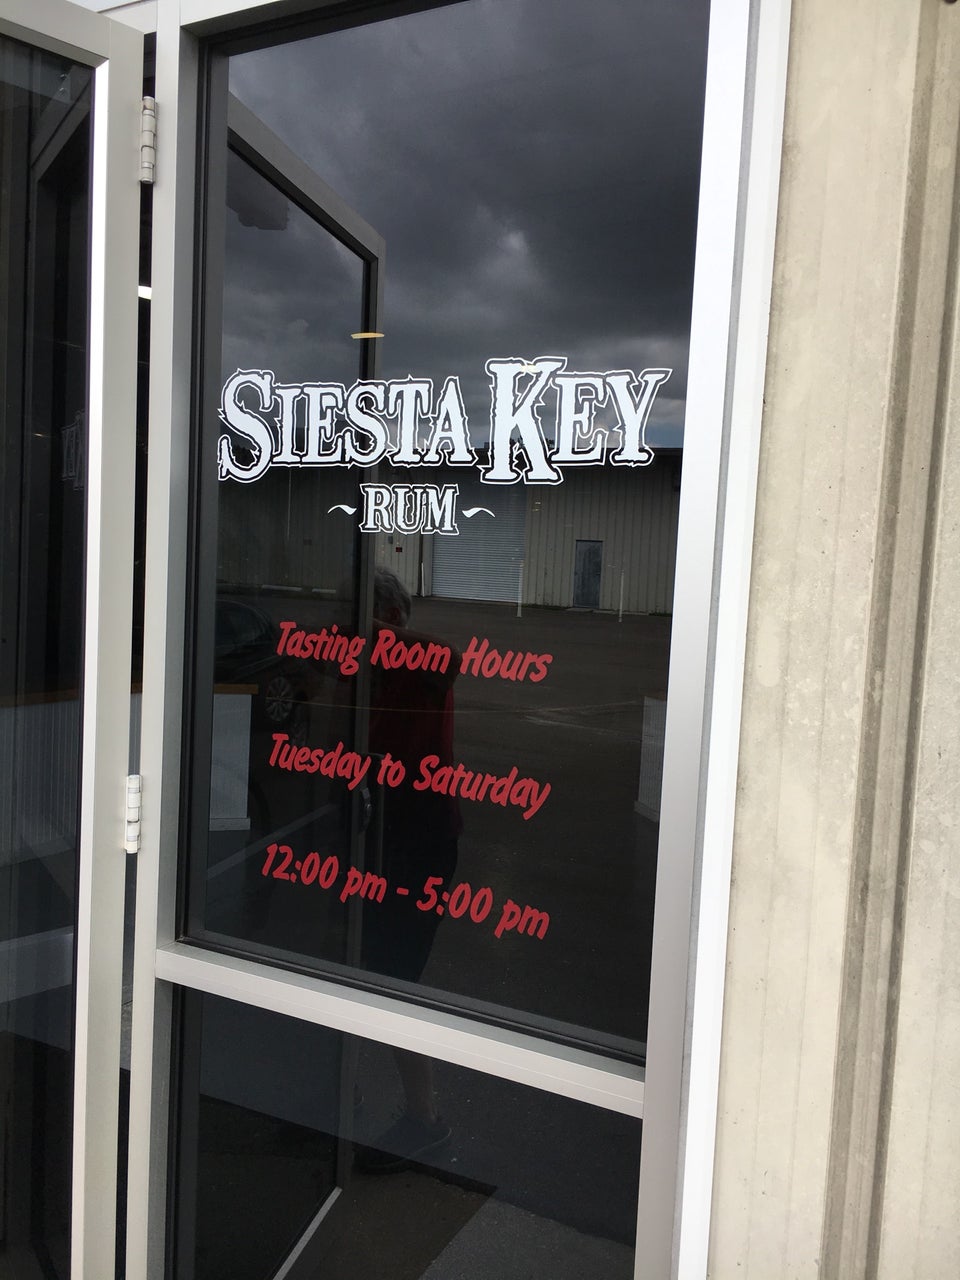 SIESTA KEY
~RUM~
Tasting Room Hours
Tuesday to Saturday
12:00 pm - 5:00 pm